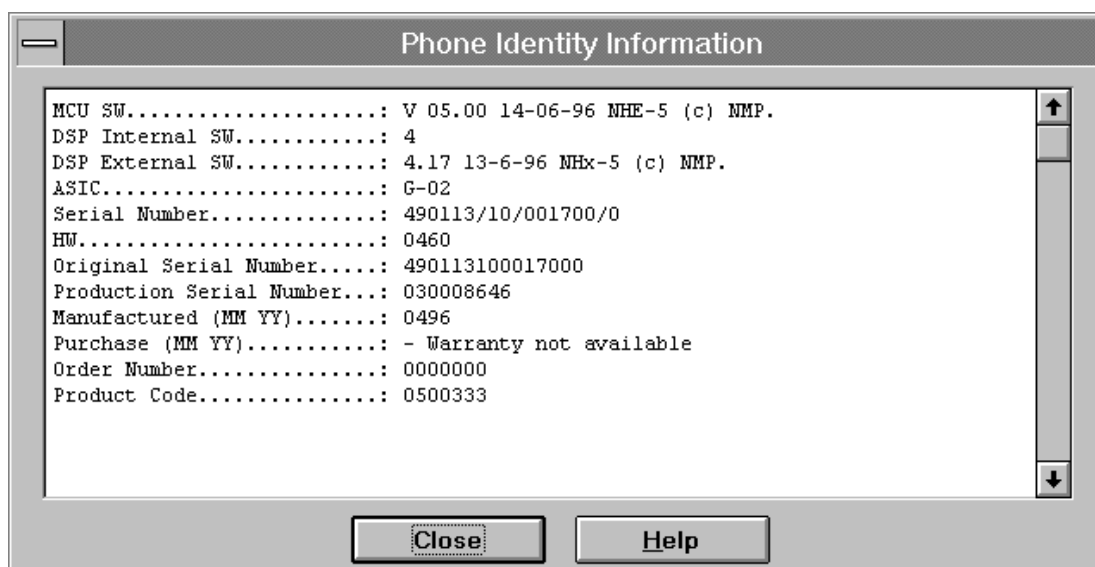 Phone Identity Information
MCU SW.....................: V 05.00 14-06-96 NHE-5 (c) NMP.
DSP Internal SW............: 4
DSP External SW............: 4.17 13-6-96 NHx-5 (c) NMP.
ASIC.......................: G-02
Serial Number..............: 490113/10/001700/0
HW.........................: 0460
Original Serial Number.....: 490113100017000
Production Serial Number...: 030008646
Manufactured (MM YY).......: 0496
Purchase (MM YY)...........: - Warranty not available
Order Number...............: 0000000
Product Code...............: 0500333
Close
Help